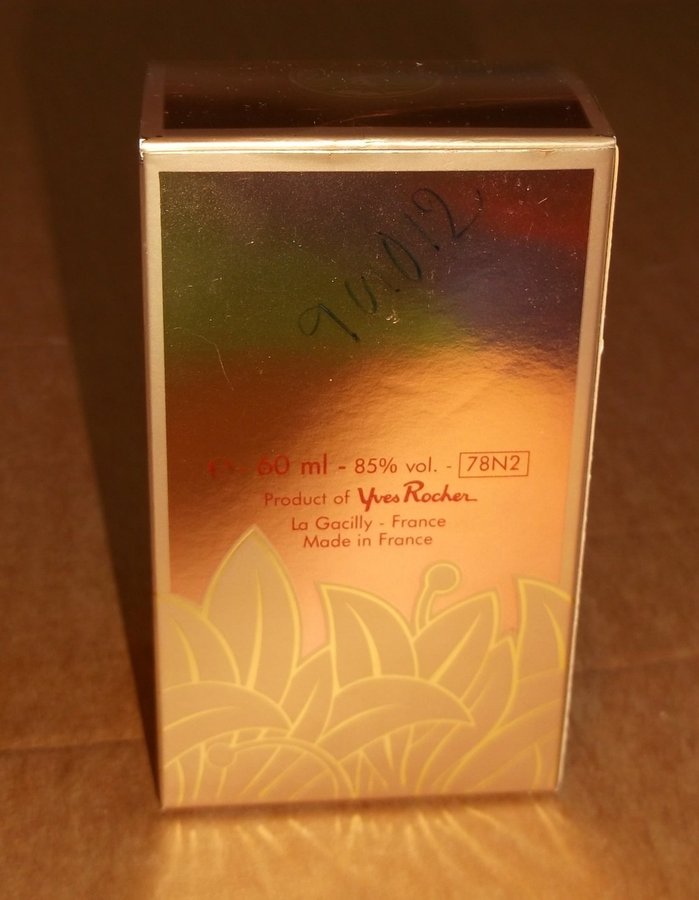 60 ml - 85% vol. - 78N2
Product of Yves Rocher
La Gacilly - France
Made in France